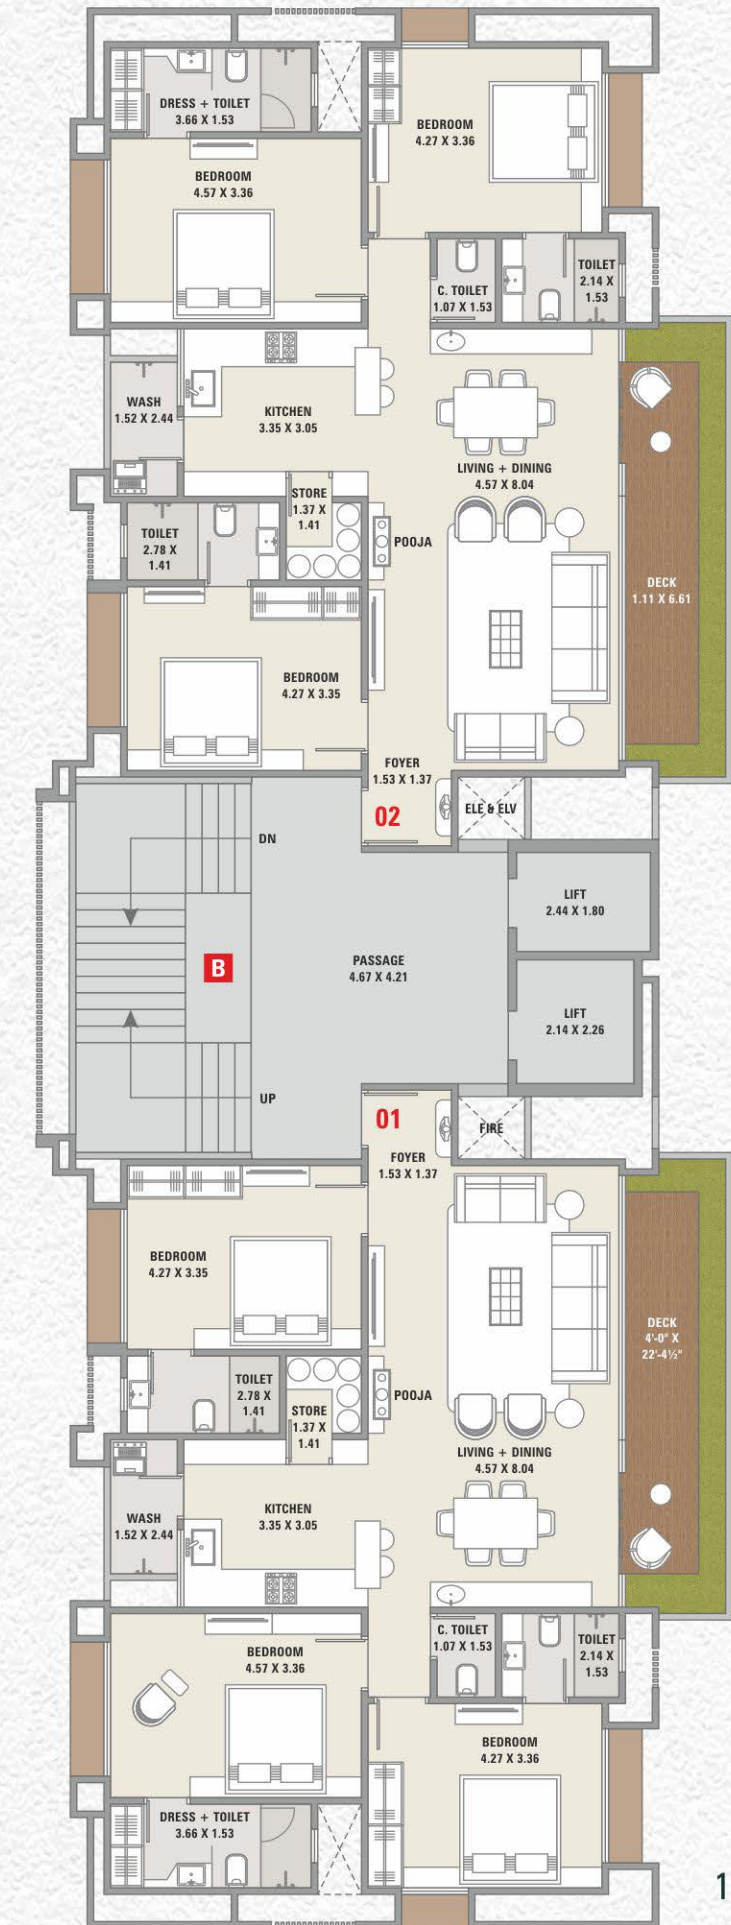 DRESS + TOILET
3.66 X 1.53
BEDROOM
4.27 X 3.36
BEDROOM
4.57 X 3.36
C. TOILET
1.07 X 1.53
TOILET
2.14 X
1.53
WASH
1.52 X 2.44
KITCHEN
3.35 X 3.05
LIVING + DINING
4.57 X 8.04
STORE
1.37 X
1.41
TOILET
2.78 X
1.41
POOJA
DECK
1.11 X 6.61
BEDROOM
4.27 X 3.35
FOYER
1.53 X 1.37
02
ELE & ELV
DN
LIFT
2.44 X 1.80
B
PASSAGE
4.67 X 4.21
LIFT
2.14 X 2.26
UP
01
FIRE
FOYER
1.53 X 1.37
BEDROOM
4.27 X 3.35
DECK
4'-0" X
22'-4½"
TOILET
2.78 X
1.41
STORE
1.37 X
1.41
POOJA
LIVING + DINING
4.57 X 8.04
WASH
1.52 X 2.44
KITCHEN
3.35 X 3.05
C. TOILET
1.07 X 1.53
TOILET
2.14 X
1.53
BEDROOM
4.57 X 3.36
BEDROOM
4.27 X 3.36
DRESS + TOILET
3.66 X 1.53
1